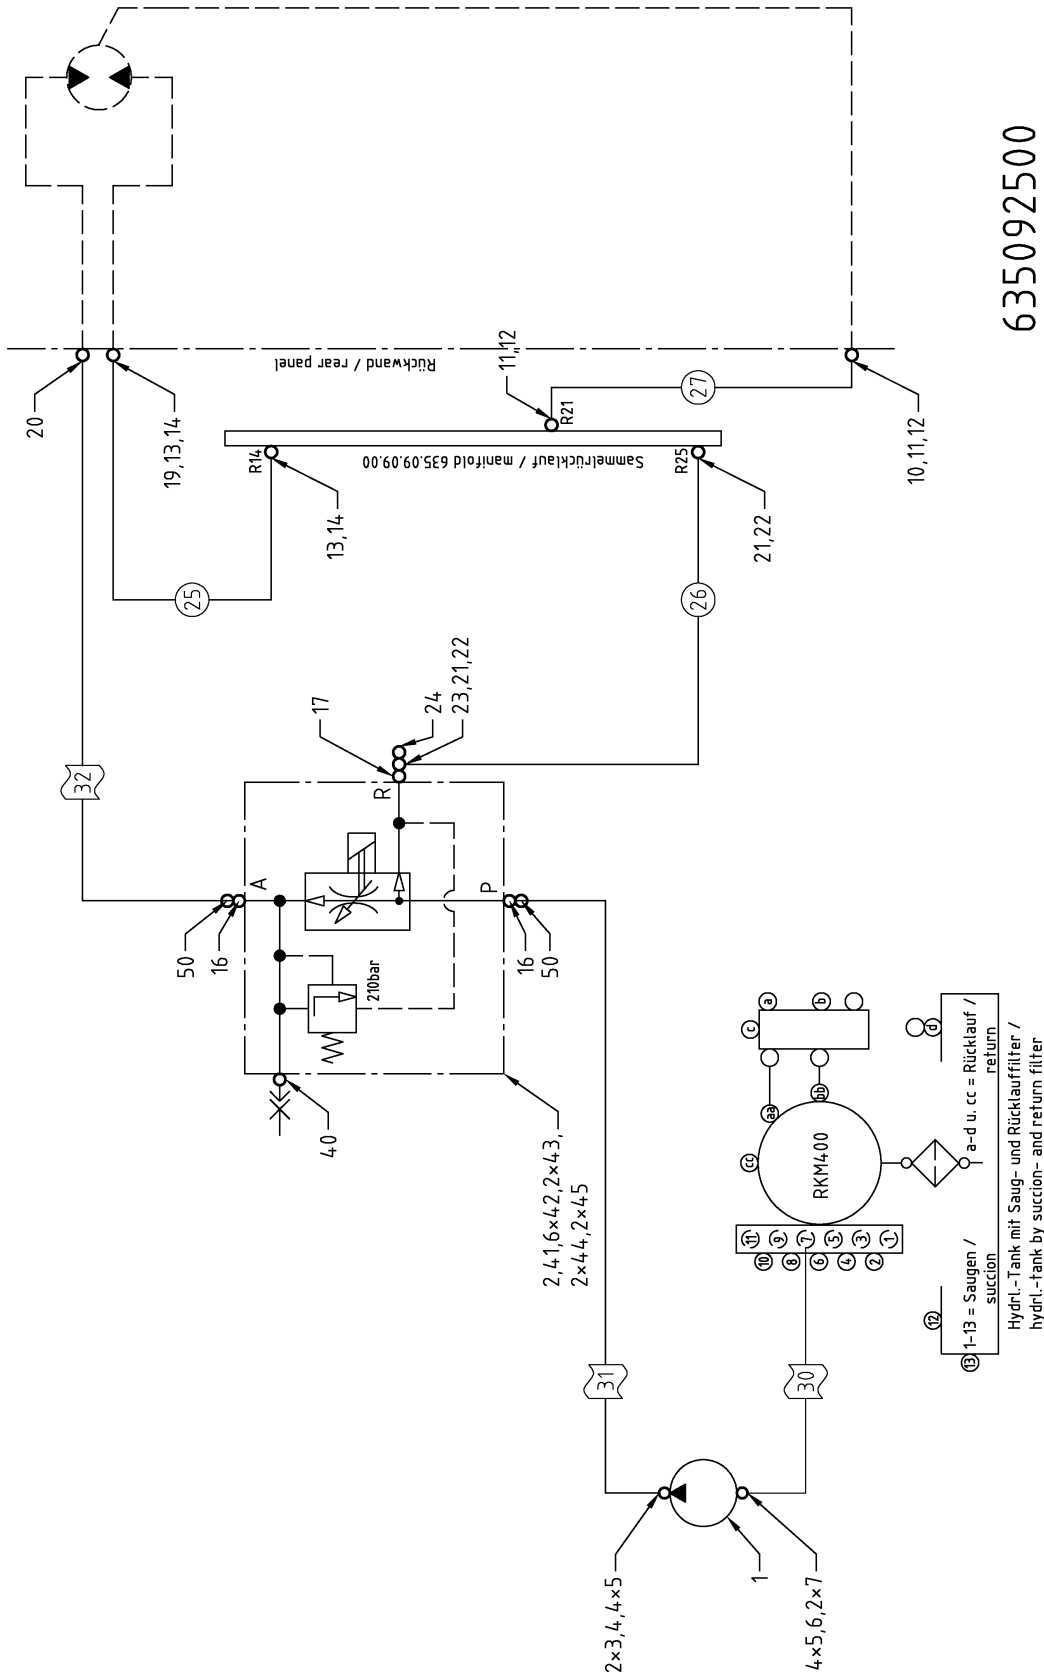 20
19,13,14
Rückwand / rear panel
11,12
R21
27
10,11,12
R14
13,14
Sammelrücklauf / manifold 635.09.09.00
R25
21,22
25
26
32
17
24
23,21,22
R
A
P
50
16
16
50
210bar
40
2,41,6×42,2×43,
2×44,2×45
31
30
2×3,4,4×5
1
4×5,6,2×7
RKM400
aa
bb
cc
a
b
c
d
11
9
7
5
3
1
10
8
6
4
2
12
13
1-13 = Saugen /
succion
a-d u. cc = Rücklauf /
return
Hydrl.-Tank mit Saug- und Rücklauffilter /
hydrl.-tank by succion- and return filter
635092500